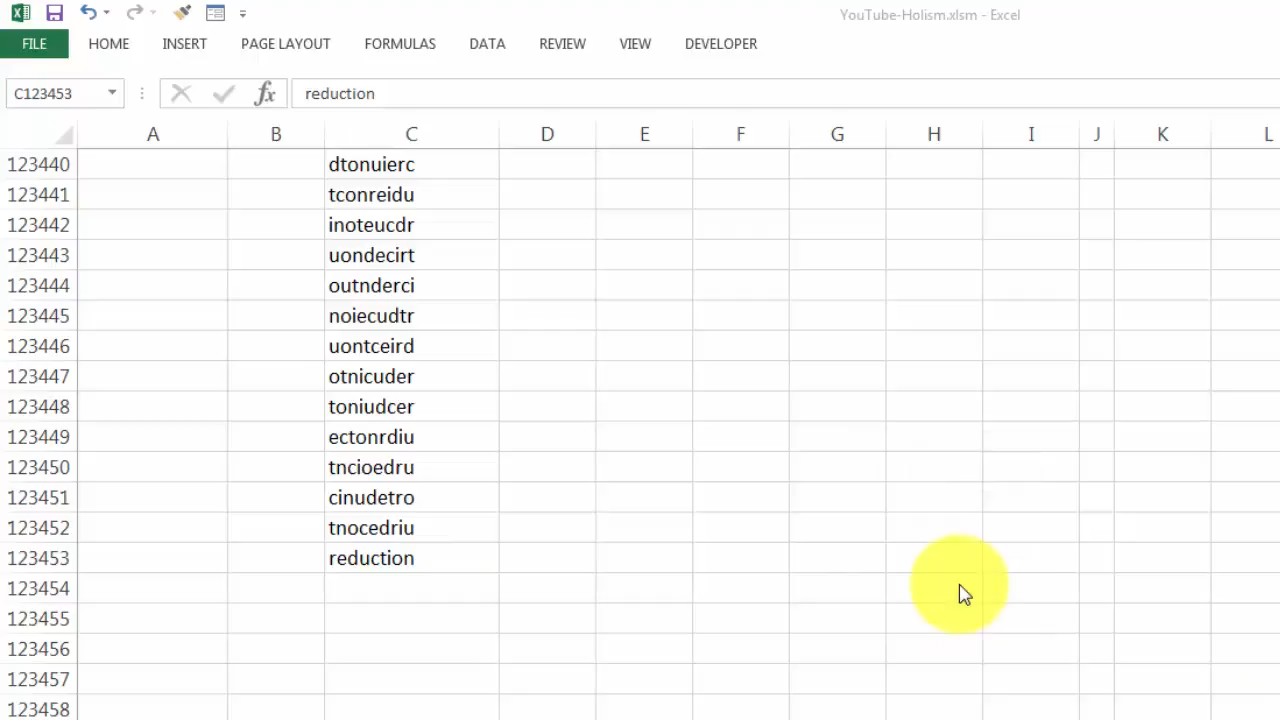 YouTube-Holism.xlsm - Excel
FILE HOME INSERT PAGE LAYOUT FORMULAS DATA REVIEW VIEW DEVELOPER
C123453 fx reduction
A B C D E F G H I J K L
123440 dtonuierc
123441 tconreidu
123442 inoteucdr
123443 uondecirt
123444 outnderci
123445 noiecudtr
123446 uontceird
123447 otnicuder
123448 toniudcer
123449 ectonrdiu
123450 tncioedru
123451 cinudetro
123452 tnocedriu
123453 reduction
123454
123455
123456
123457
123458